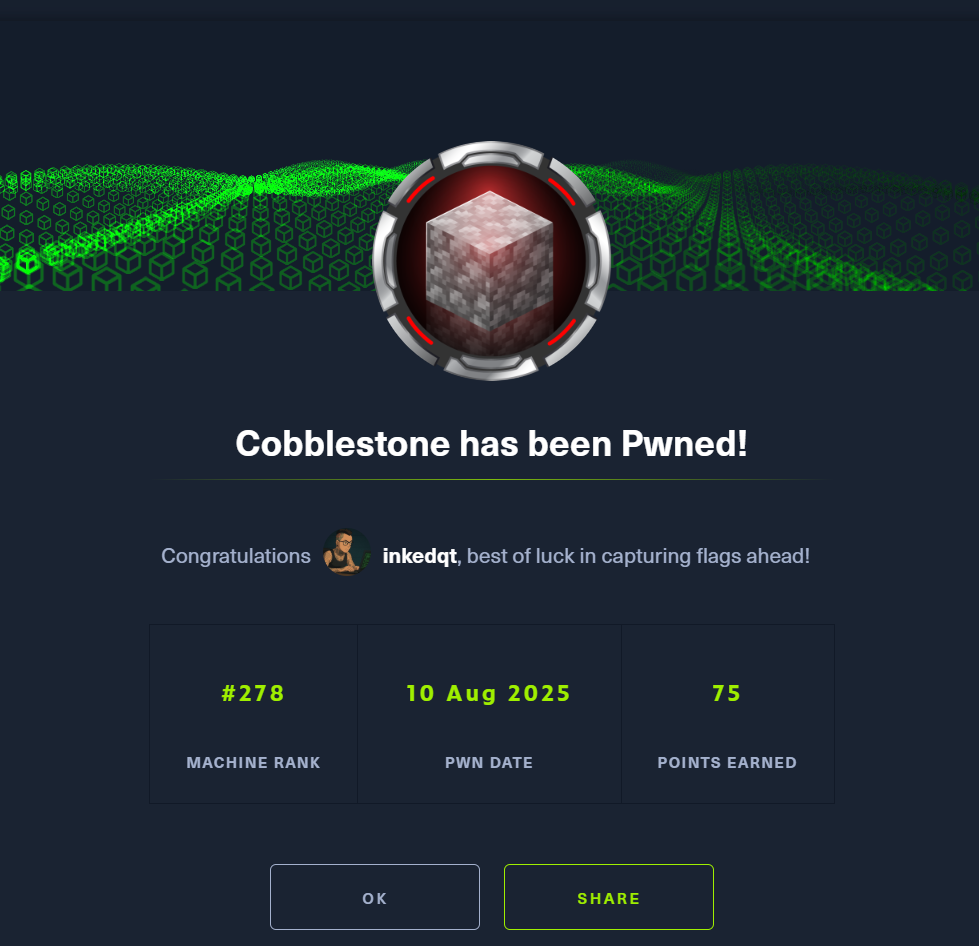 Cobblestone has been Pwned!
Congratulations inkedqt, best of luck in capturing flags ahead!
#278
10 Aug 2025
75
MACHINE RANK
PWN DATE
POINTS EARNED
OK
SHARE